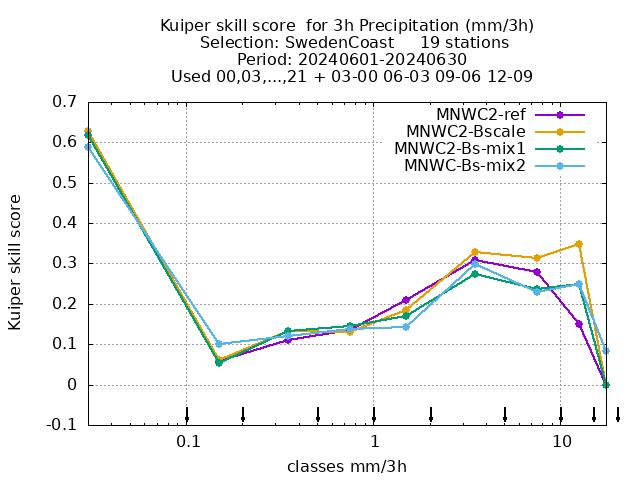 Kuiper skill score  for 3h Precipitation (mm/3h)
Selection: SwedenCoast     19 stations
Period: 20240601-20240630
Used 00,03,...,21 + 03-00 06-03 09-06 12-09
MNWC2-ref
MNWC2-Bscale
MNWC2-Bs-mix1
MNWC-Bs-mix2
0.7
0.6
0.5
0.4
0.3
0.2
0.1
0
-0.1
Kuiper skill score
0.1 1 10
classes mm/3h